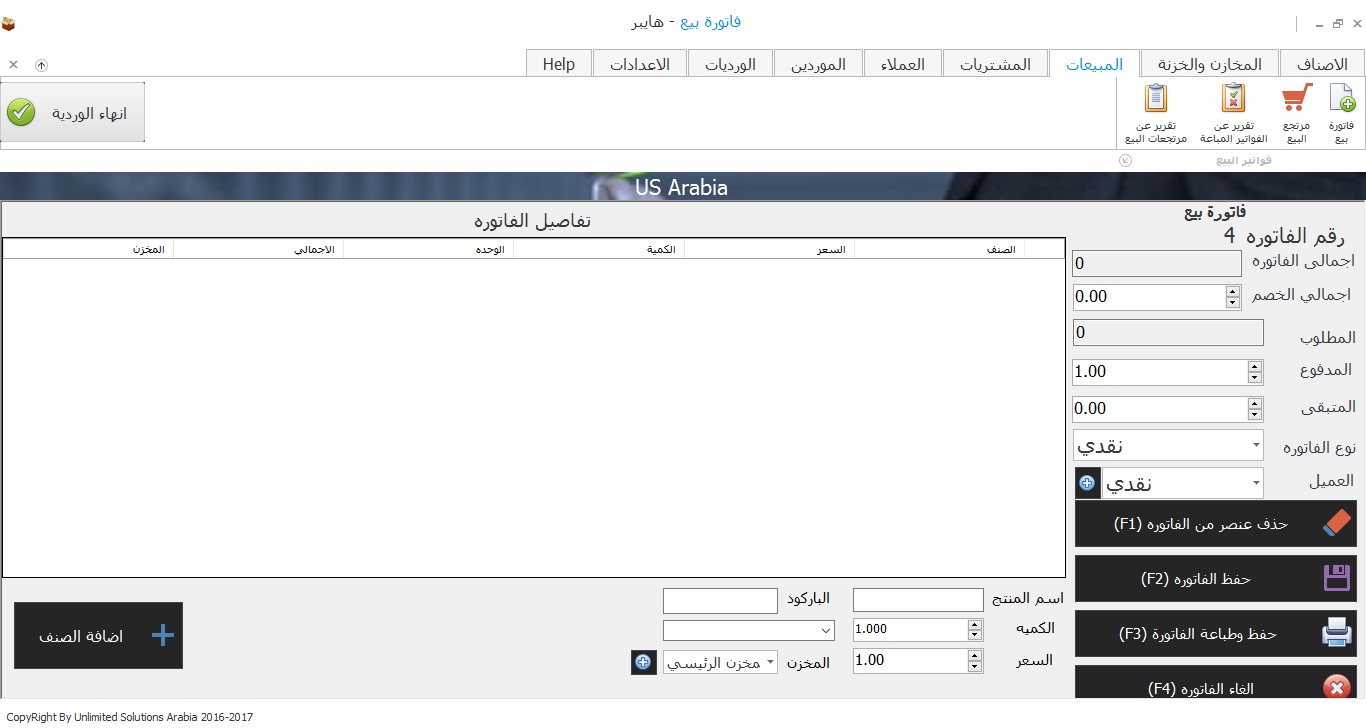 فاتورة بيع - هايبر
الاصناف
المخازن والخزنة
المبيعات
المشتريات
العملاء
الموردين
الورديات
الاعدادات
Help
فاتورة
بيع
مرتجع
البيع
تقرير عن
الفواتير المباعة
تقرير عن
مرتجعات البيع
فواتير البيع
انهاء الوردية
US Arabia
فاتورة بيع
رقم الفاتوره 4
اجمالى الفاتوره 0
اجمالي الخصم 0.00
المطلوب 0
المدفوع 1.00
المتبقى 0.00
نوع الفاتوره نقدي
العميل نقدي
حذف عنصر من الفاتوره (F1)
حفظ الفاتوره (F2)
حفظ وطباعة الفاتورة (F3)
الغاء الفاتوره (F4)
تفاصيل الفاتوره
الصنف السعر الكمية الوحده الاجمالي المخزن
اسم المنتج الباركود
الكميه 1.000
السعر 1.00 المخزن مخزن الرئيسي
اضافة الصنف
CopyRight By Unlimited Solutions Arabia 2016-2017